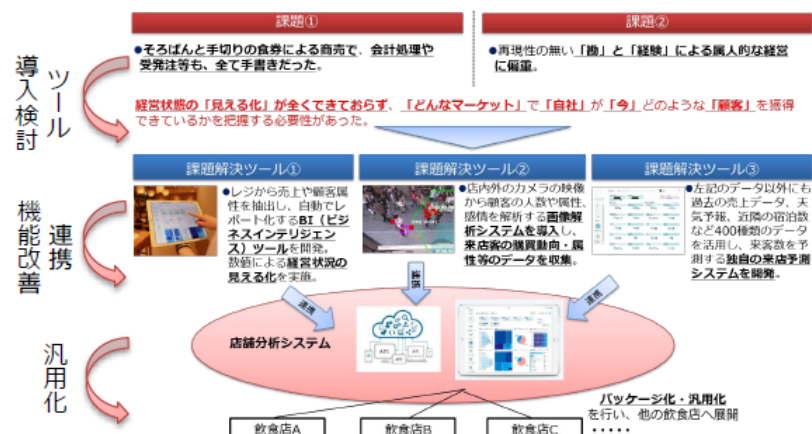 課題①
課題②
●そろばんと手切りの食券による商売で、会計処理や
受発注等も、全て手書きだった。
●再現性の無い「勘」と「経験」による属人的な経営
に偏重。
ツール
導入検討
経営状態の「見える化」が全くできておらず、「どんなマーケット」で「自社」が「今」どのような「顧客」を獲得
できているかを把握する必要性があった。
課題解決ツール①
課題解決ツール②
課題解決ツール③
●レジから売上や顧客属
性を抽出し、自動でレ
ポート化するBI（ビジ
ネスインテリジェン
ス）ツールを開発。
数値による経営状況の
見える化を実施。
●店内外のカメラの映像
から顧客の人数や属性、
感情を解析する画像解
析システムを導入し、
来店客の購買動向・属
性等のデータを収集。
●左記のデータ以外にも
過去の売上データ、天
気予報、近隣の宿泊数
など400種類のデータ
を活用し、来客数を予
測する独自の来店予測
システムを開発。
連携
機能改善
連携
連携
連携
店舗分析システム
汎用化
パッケージ化・汎用化
を行い、他の飲食店へ展開
・・・・・
飲食店A
飲食店B
飲食店C